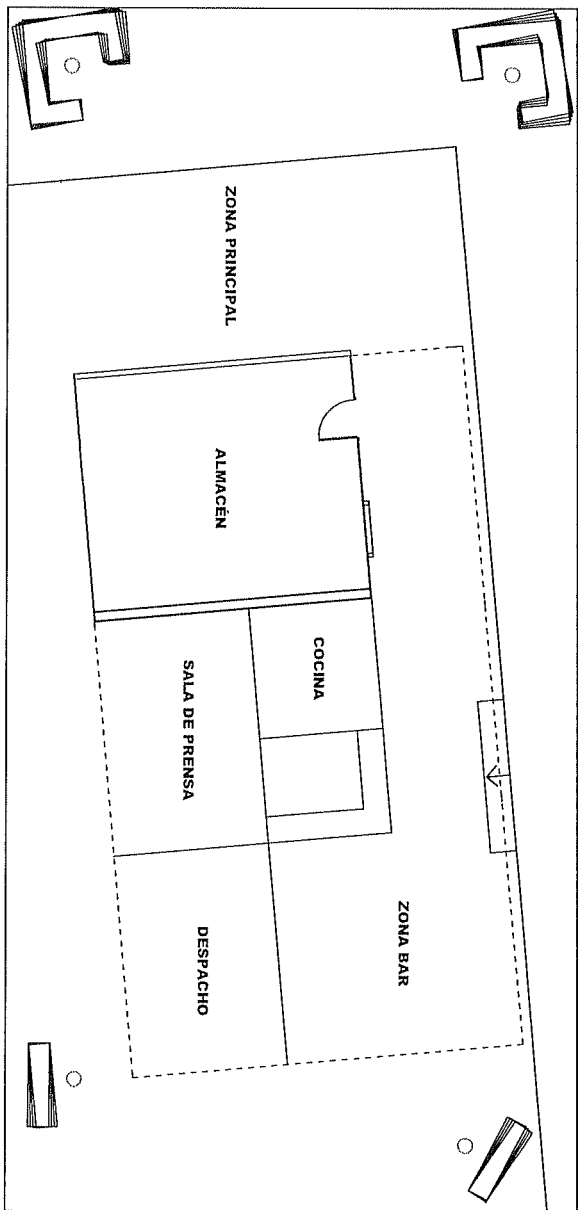 ZONA PRINCIPAL
ALMACÉN
COCINA
SALA DE PRENSA
ZONA BAR
DESPACHO